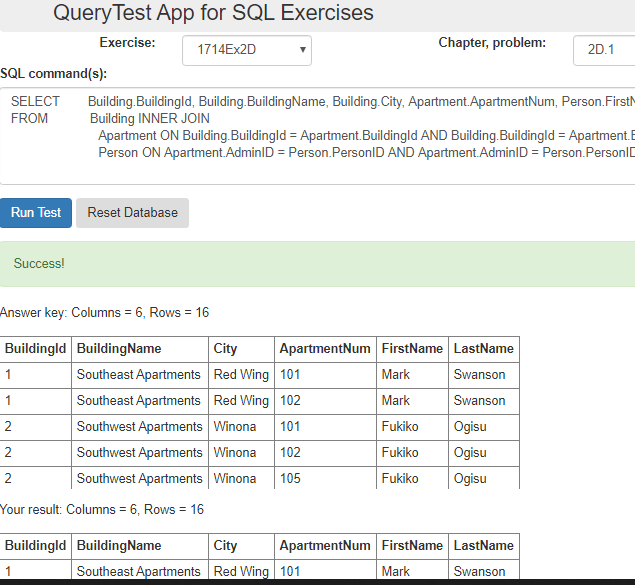 QueryTest App for SQL Exercises
Exercise: 1714Ex2D Chapter, problem: 2D.1
SQL command(s):
SELECT Building.BuildingId, Building.BuildingName, Building.City, Apartment.ApartmentNum, Person.FirstN
FROM Building INNER JOIN
Apartment ON Building.BuildingId = Apartment.BuildingId AND Building.BuildingId = Apartment.B
Person ON Apartment.AdminID = Person.PersonID AND Apartment.AdminID = Person.PersonID
Run Test Reset Database
Success!
Answer key: Columns = 6, Rows = 16
BuildingId BuildingName City ApartmentNum FirstName LastName
1 Southeast Apartments Red Wing 101 Mark Swanson
1 Southeast Apartments Red Wing 102 Mark Swanson
2 Southwest Apartments Winona 101 Fukiko Ogisu
2 Southwest Apartments Winona 102 Fukiko Ogisu
2 Southwest Apartments Winona 105 Fukiko Ogisu
Your result: Columns = 6, Rows = 16
BuildingId BuildingName City ApartmentNum FirstName LastName
1 Southeast Apartments Red Wing 101 Mark Swanson